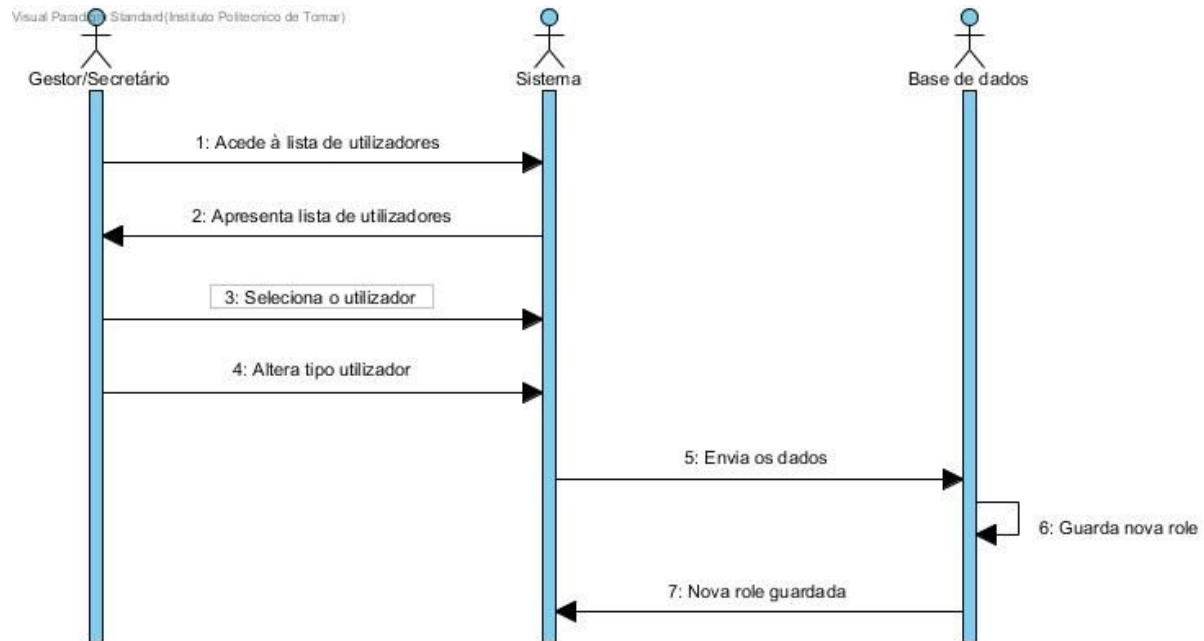 Visual Paradigm Standard(Instituto Politecnico de Tomar)
Gestor/Secretário
Sistema
Base de dados
1: Acede à lista de utilizadores
2: Apresenta lista de utilizadores
3: Seleciona o utilizador
4: Altera tipo utilizador
5: Envia os dados
6: Guarda nova role
7: Nova role guardada